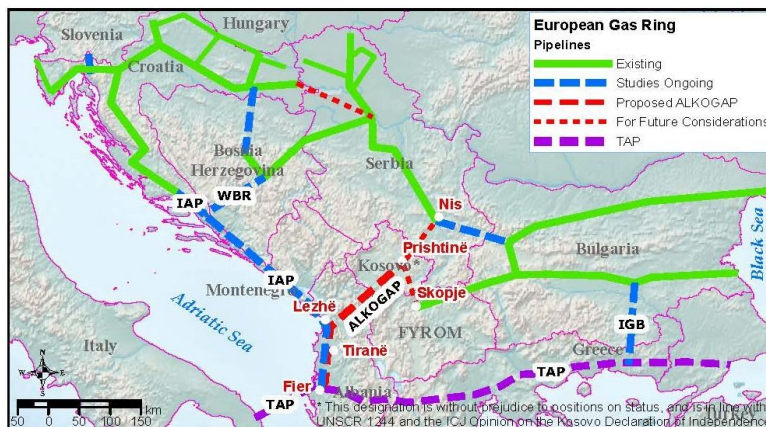 European Gas Ring
Pipelines
Existing
Studies Ongoing
Proposed ALKOGAP
For Future Considerations
TAP
Slovenia
Hungary
Croatia
Bosnia
Herzegovina
Serbia
WBR
IAP
Nis
Prishtinë
Bulgaria
Black Sea
Kosovo*
IAP
Montenegro
Skopje
Lezhë
ALKOGAP
Adriatic Sea
FYROM
IGB
Italy
Tiranë
Greece
TAP
Fier
Albania
TAP
N
W
E
S
50 0 50 100 150
km
* This designation is without prejudice to positions on status, and is in line with
UNSCR 1244 and the ICJ Opinion on the Kosovo Declaration of Independence